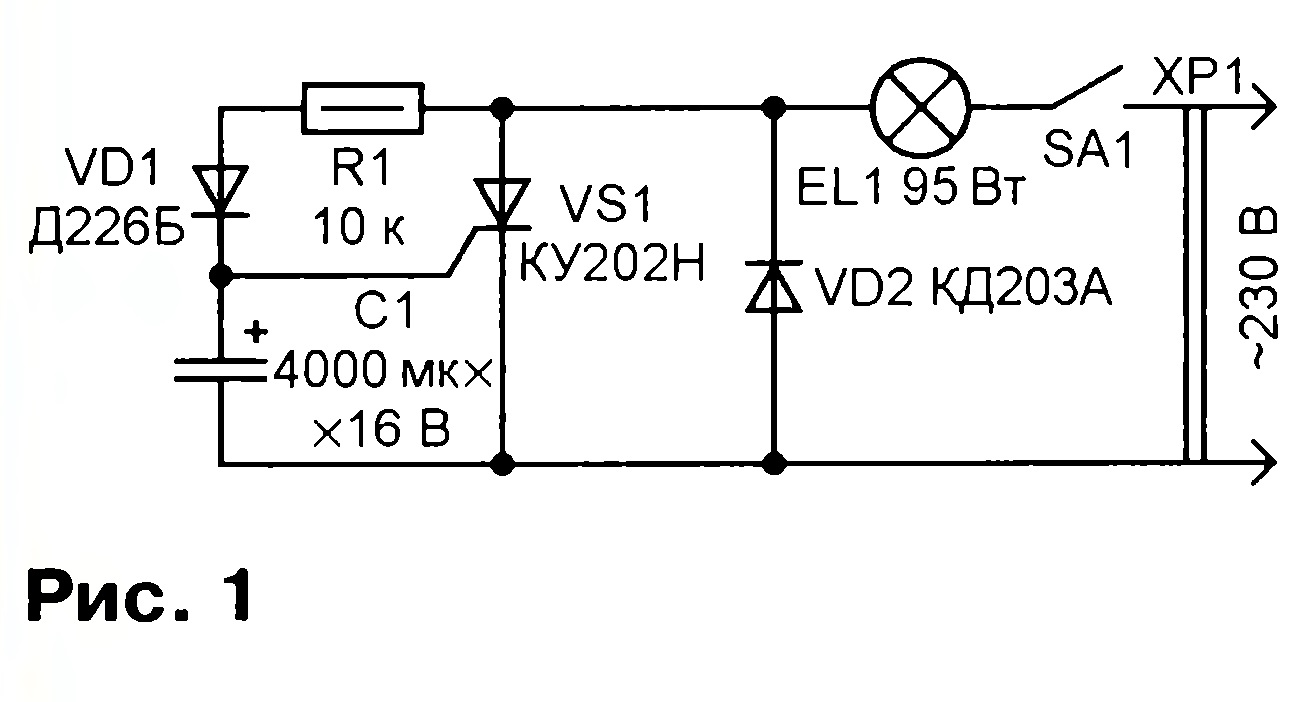 XP1
SA1
VD1
Д226Б
R1
10 к
VS1
КУ202Н
EL1 95 Вт
VD2 КД203А
~230 В
C1
+
4000 мк×
×16 В
Рис. 1